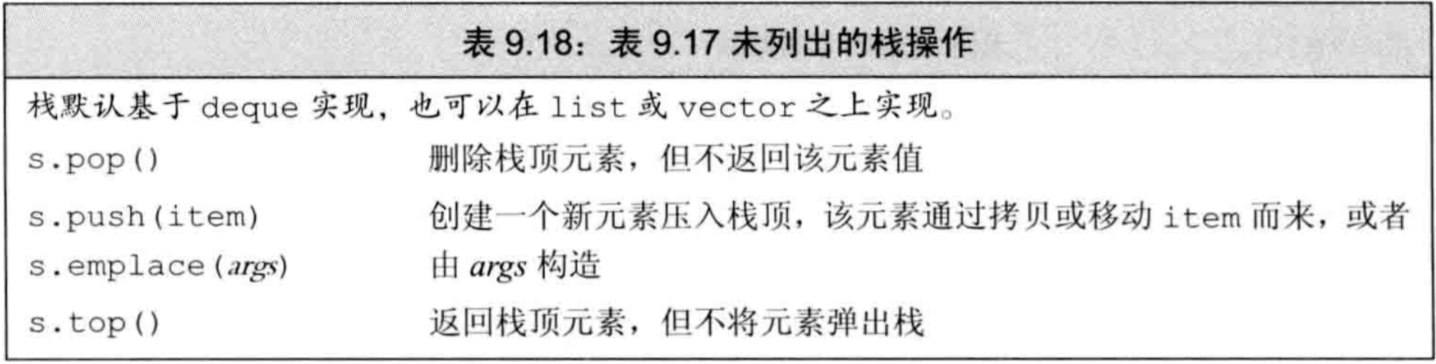 表 9.18：表 9.17 未列出的栈操作
栈默认基于 deque 实现，也可以在 list 或 vector 之上实现。
s.pop() 删除栈顶元素，但不返回该元素值
s.push(item) 创建一个新元素压入栈顶，该元素通过拷贝或移动 item 而来，或者
s.emplace(args) 由 args 构造
s.top() 返回栈顶元素，但不将元素弹出栈